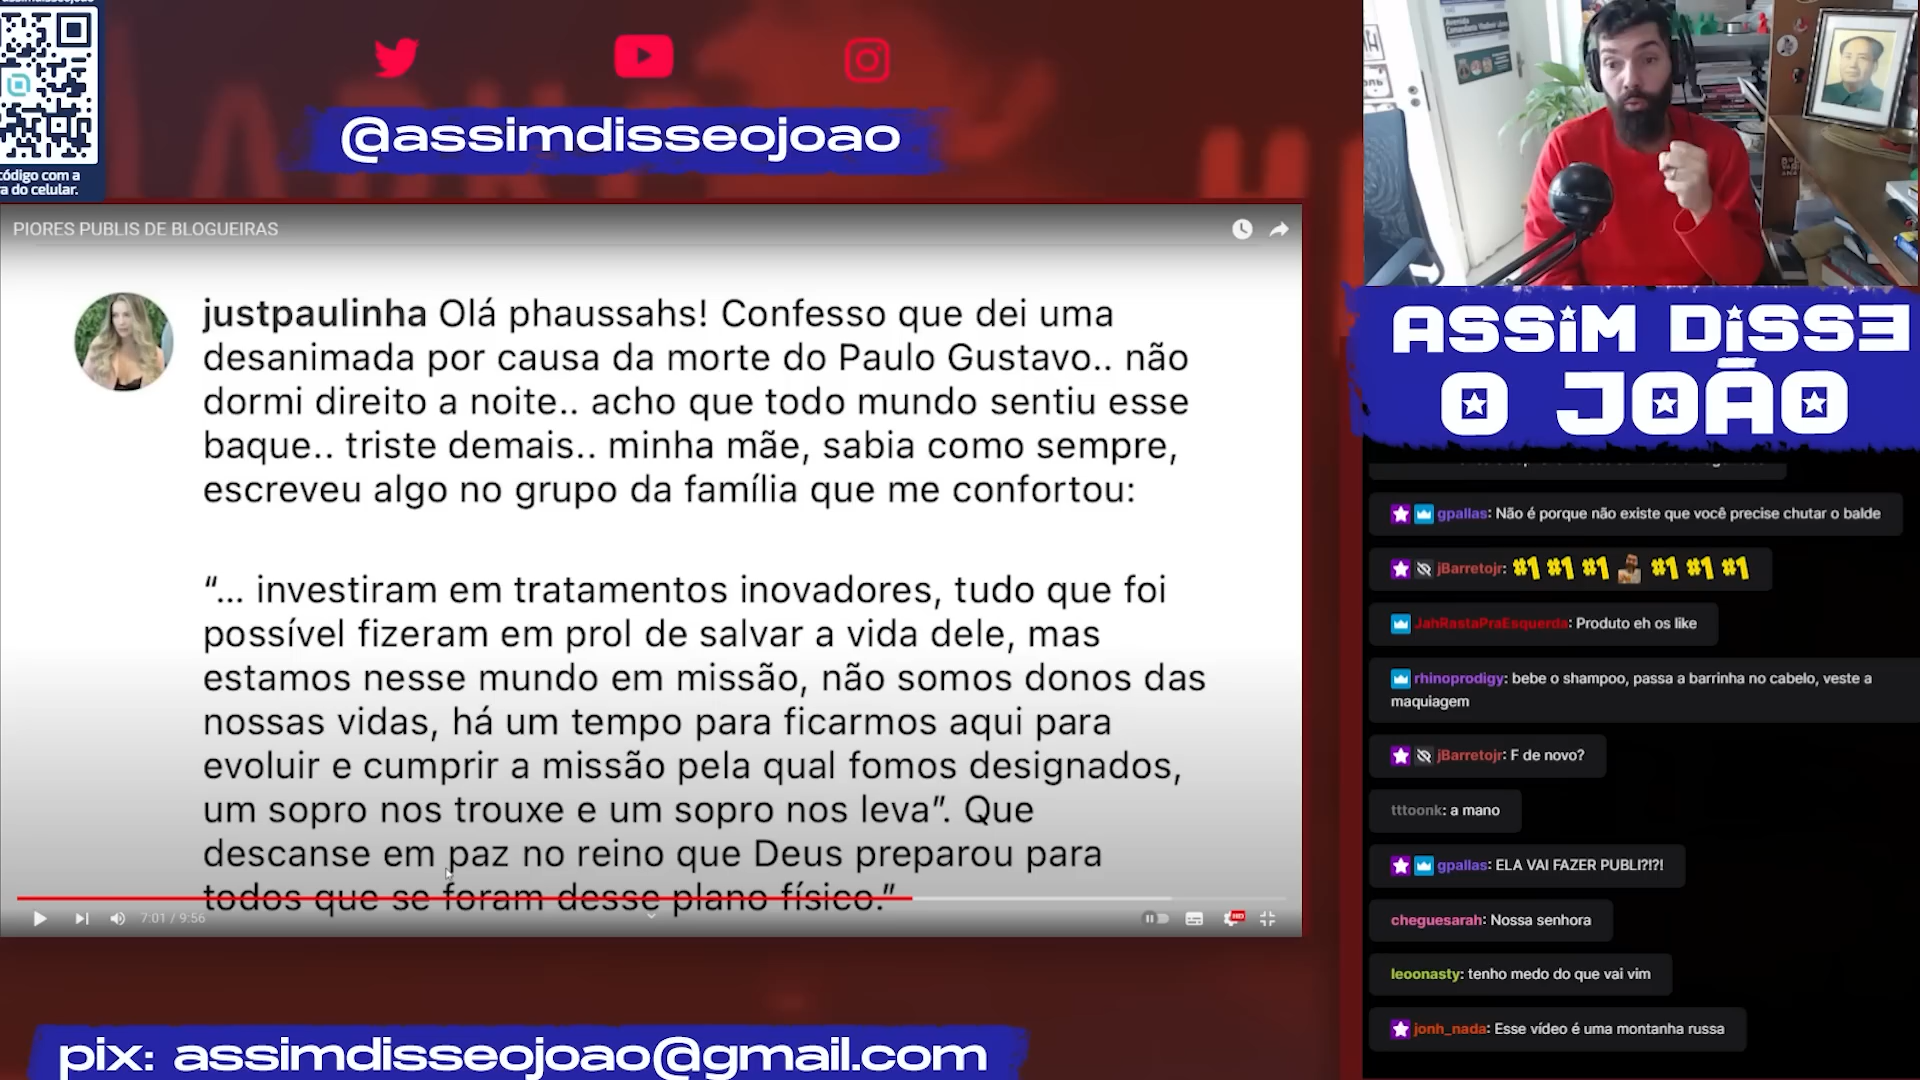 código com a
a do celular.
@assimdisseojoao
PIORES PUBLIS DE BLOGUEIRAS
justpaulinha Olá phaussahs! Confesso que dei uma
desanimada por causa da morte do Paulo Gustavo.. não
dormi direito a noite.. acho que todo mundo sentiu esse
baque.. triste demais.. minha mãe, sabia como sempre,
escreveu algo no grupo da família que me confortou:
“... investiram em tratamentos inovadores, tudo que foi
possível fizeram em prol de salvar a vida dele, mas
estamos nesse mundo em missão, não somos donos das
nossas vidas, há um tempo para ficarmos aqui para
evoluir e cumprir a missão pela qual fomos designados,
um sopro nos trouxe e um sopro nos leva”. Que
descanse em paz no reino que Deus preparou para
todos que se foram desse plano físico.”
7:01 / 9:56
HD
pix: assimdisseojoao@gmail.com
ASSIM DISSE
O JOÃO
gpallas: Não é porque não existe que você precise chutar o balde
jBarretojr: #1 #1 #1 #1 #1 #1
JahRastaPraEsquerda: Produto eh os like
rhinoprodigy: bebe o shampoo, passa a barrinha no cabelo, veste a
maquiagem
jBarretojr: F de novo?
tttoonk: a mano
gpallas: ELA VAI FAZER PUBLI?!?!
cheguesarah: Nossa senhora
leoonasty: tenho medo do que vai vim
jonh_nada: Esse vídeo é uma montanha russa